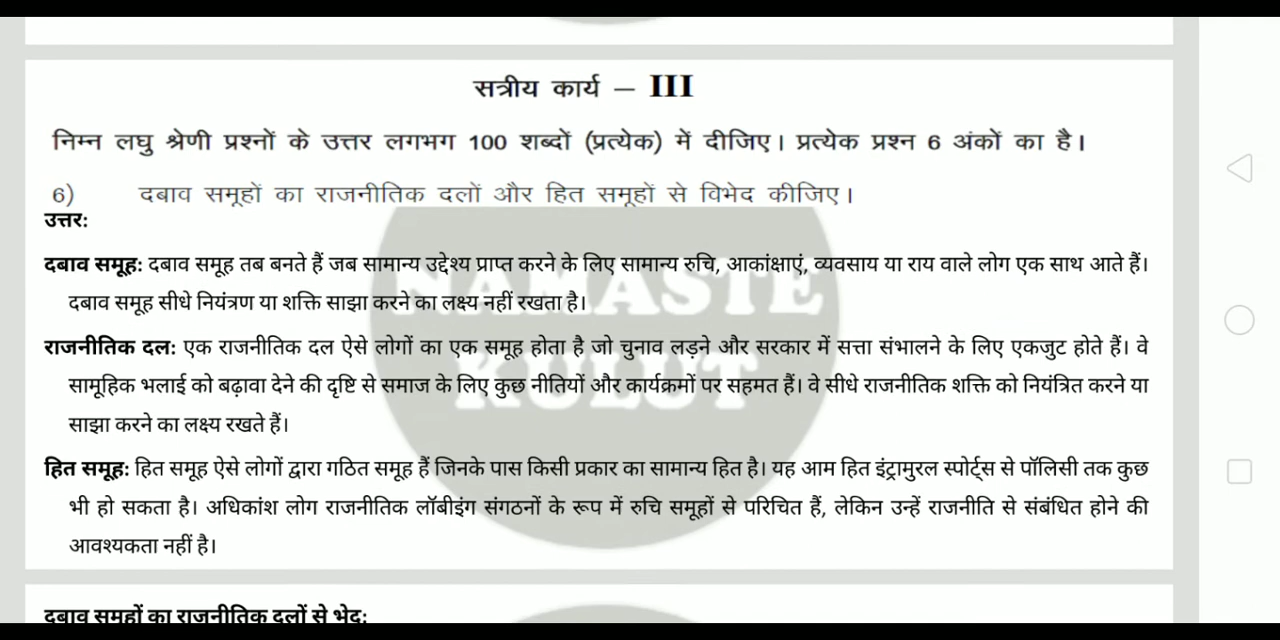 सत्रीय कार्य – III
निम्न लघु श्रेणी प्रश्नों के उत्तर लगभग 100 शब्दों (प्रत्येक) में दीजिए। प्रत्येक प्रश्न 6 अंकों का है।
6) दबाव समूहों का राजनीतिक दलों और हित समूहों से विभेद कीजिए।
उत्तर:
दबाव समूह: दबाव समूह तब बनते हैं जब सामान्य उद्देश्य प्राप्त करने के लिए सामान्य रुचि, आकांक्षाएं, व्यवसाय या राय वाले लोग एक साथ आते हैं।
दबाव समूह सीधे नियंत्रण या शक्ति साझा करने का लक्ष्य नहीं रखता है।
राजनीतिक दल: एक राजनीतिक दल ऐसे लोगों का एक समूह होता है जो चुनाव लड़ने और सरकार में सत्ता संभालने के लिए एकजुट होते हैं। वे
सामूहिक भलाई को बढ़ावा देने की दृष्टि से समाज के लिए कुछ नीतियों और कार्यक्रमों पर सहमत हैं। वे सीधे राजनीतिक शक्ति को नियंत्रित करने या
साझा करने का लक्ष्य रखते हैं।
हित समूह: हित समूह ऐसे लोगों द्वारा गठित समूह हैं जिनके पास किसी प्रकार का सामान्य हित है। यह आम हित इंट्रामुरल स्पोर्ट्स से पॉलिसी तक कुछ
भी हो सकता है। अधिकांश लोग राजनीतिक लॉबीइंग संगठनों के रूप में रुचि समूहों से परिचित हैं, लेकिन उन्हें राजनीति से संबंधित होने की
आवश्यकता नहीं है।
दबाव समूहों का राजनीतिक दलों से भेद:
NAMASTE
KULUT